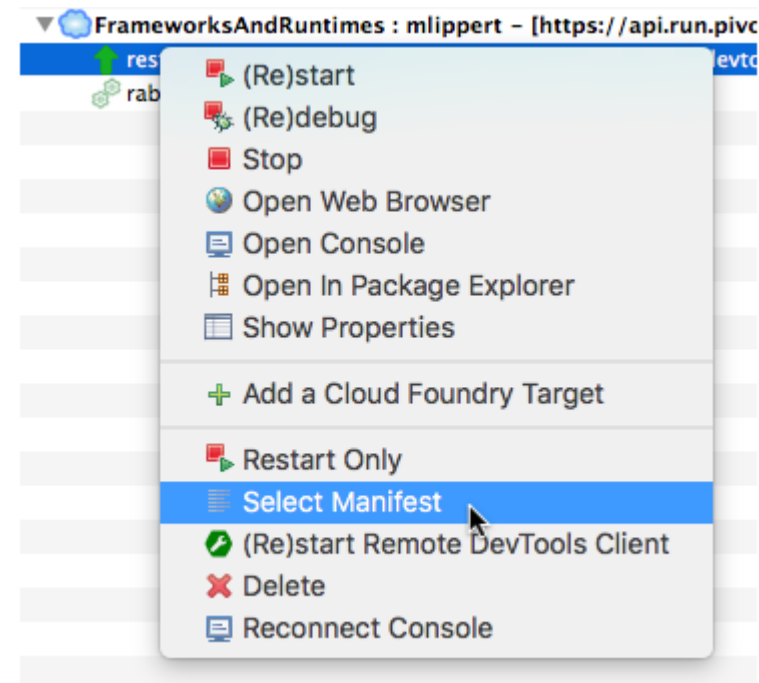 FrameworksAndRuntimes : mlippert – [https://api.run.pivo
res
rab
(Re)start
(Re)debug
Stop
Open Web Browser
Open Console
Open In Package Explorer
Show Properties
Add a Cloud Foundry Target
Restart Only
Select Manifest
(Re)start Remote DevTools Client
Delete
Reconnect Console